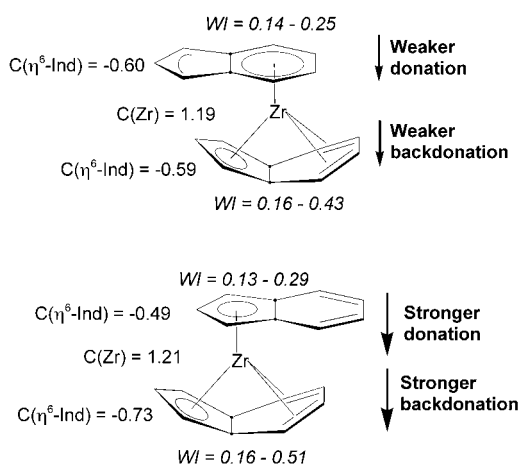 WI = 0.14 - 0.25
C(η⁶-Ind) = -0.60
Weaker
donation
Zr
C(Zr) = 1.19
Weaker
backdonation
C(η⁶-Ind) = -0.59
WI = 0.16 - 0.43
WI = 0.13 - 0.29
C(η⁶-Ind) = -0.49
Stronger
donation
C(Zr) = 1.21
Zr
Stronger
backdonation
C(η⁶-Ind) = -0.73
WI = 0.16 - 0.51